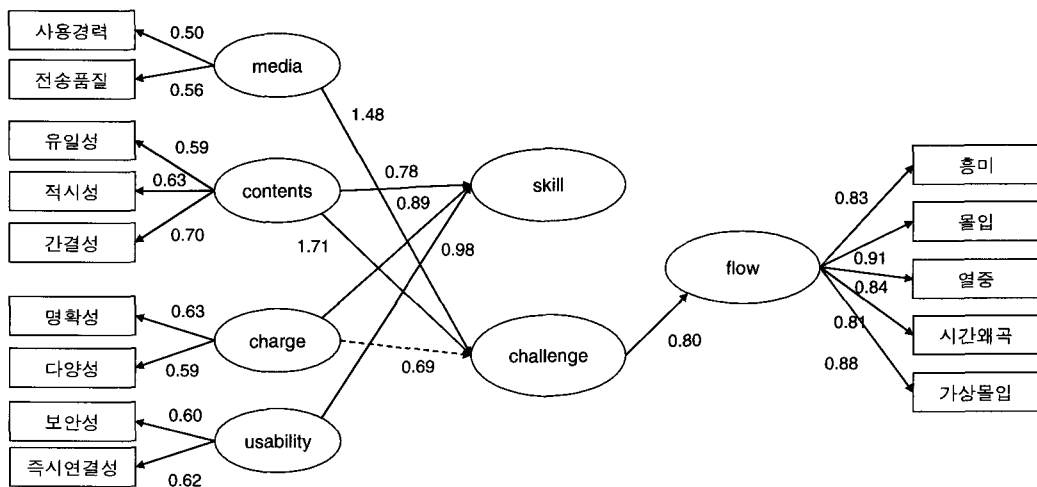 사용경력
전송품질
0.50
0.56
media
유일성
적시성
간결성
0.59
0.63
0.70
contents
명확성
다양성
0.63
0.59
charge
보안성
즉시연결성
0.60
0.62
usability
1.48
0.78
0.89
0.98
1.71
0.69
skill
challenge
0.80
flow
0.83
0.91
0.84
0.81
0.88
흥미
몰입
열중
시간왜곡
가상몰입